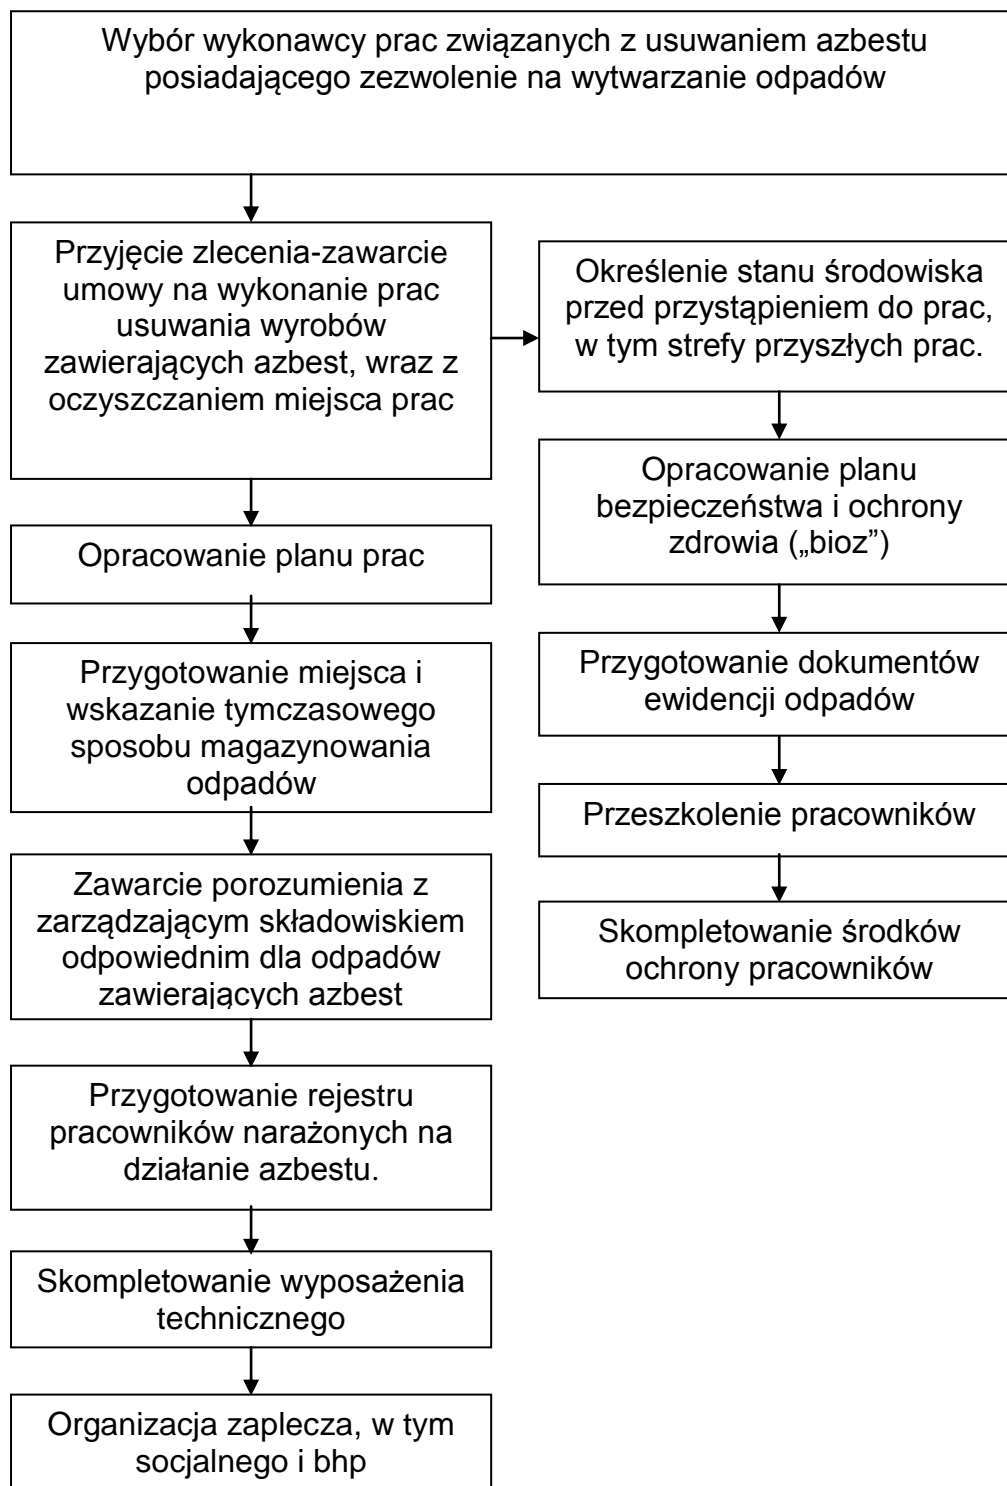 Wybór wykonawcy prac związanych z usuwaniem azbestu
posiadającego zezwolenie na wytwarzanie odpadów
Przyjęcie zlecenia-zawarcie
umowy na wykonanie prac
usuwania wyrobów
zawierających azbest, wraz z
oczyszczaniem miejsca prac
Opracowanie planu prac
Przygotowanie miejsca i
wskazanie tymczasowego
sposobu magazynowania
odpadów
Zawarcie porozumienia z
zarządzającym składowiskiem
odpowiednim dla odpadów
zawierających azbest
Przygotowanie rejestru
pracowników narażonych na
działanie azbestu.
Skompletowanie wyposażenia
technicznego
Organizacja zaplecza, w tym
socjalnego i bhp
Określenie stanu środowiska
przed przystąpieniem do prac,
w tym strefy przyszłych prac.
Opracowanie planu
bezpieczeństwa i ochrony
zdrowia („bioz”)
Przygotowanie dokumentów
ewidencji odpadów
Przeszkolenie pracowników
Skompletowanie środków
ochrony pracowników